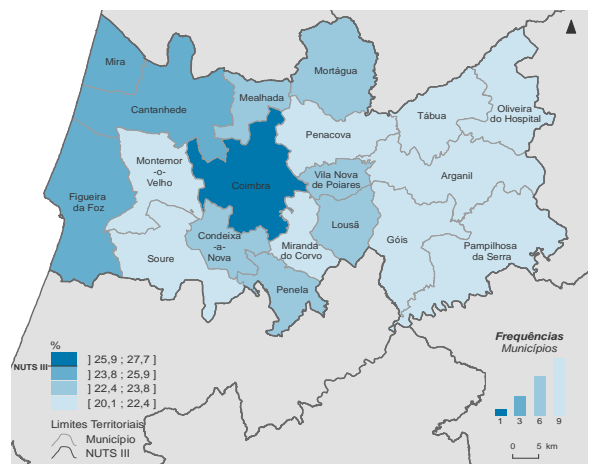 Mira
Mortágua
Mealhada
Cantanhede
Tábua
Oliveira
do Hospital
Penacova
Montemor
-o-
Velho
Coimbra
Vila Nova
de Poiares
Arganil
Figueira
da Foz
Lousã
Condeixa
-a-
Nova
Miranda
do Corvo
Góis
Pampilhosa
da Serra
Soure
Penela
%
NUTS III
] 25,9 ; 27,7 ]
] 23,8 ; 25,9 ]
] 22,4 ; 23,8 ]
] 20,1 ; 22,4 ]
Limites Territoriais
Município
NUTS III
Frequências
Municípios
1 3 6 9
0 5 km